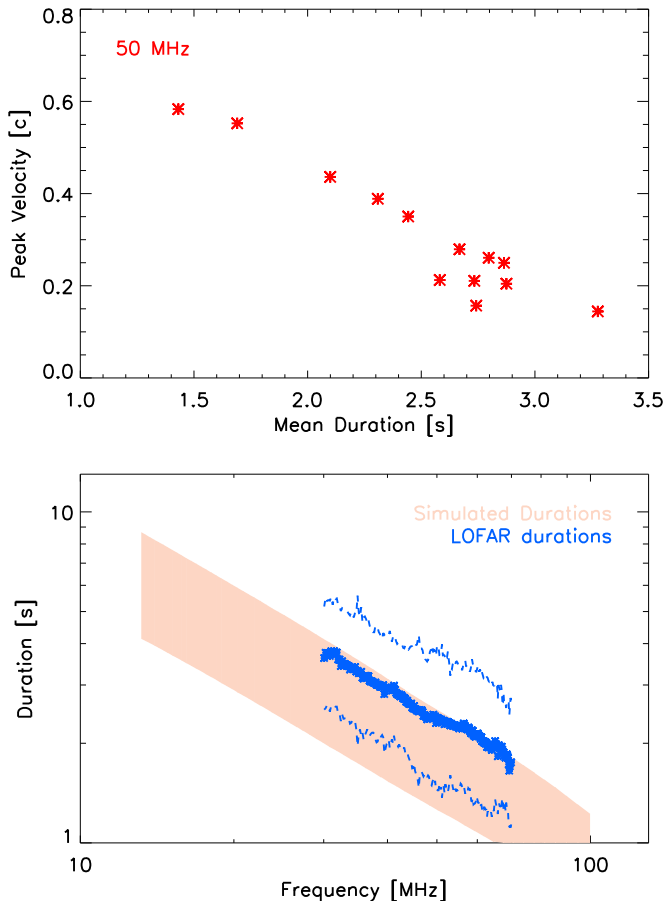 0.8
50 MHz
0.6
0.4
0.2
0.0
Peak Velocity [c]
1.0 1.5 2.0 2.5 3.0 3.5
Mean Duration [s]
Simulated Durations
LOFAR durations
10
1
Duration [s]
10 100
Frequency [MHz]